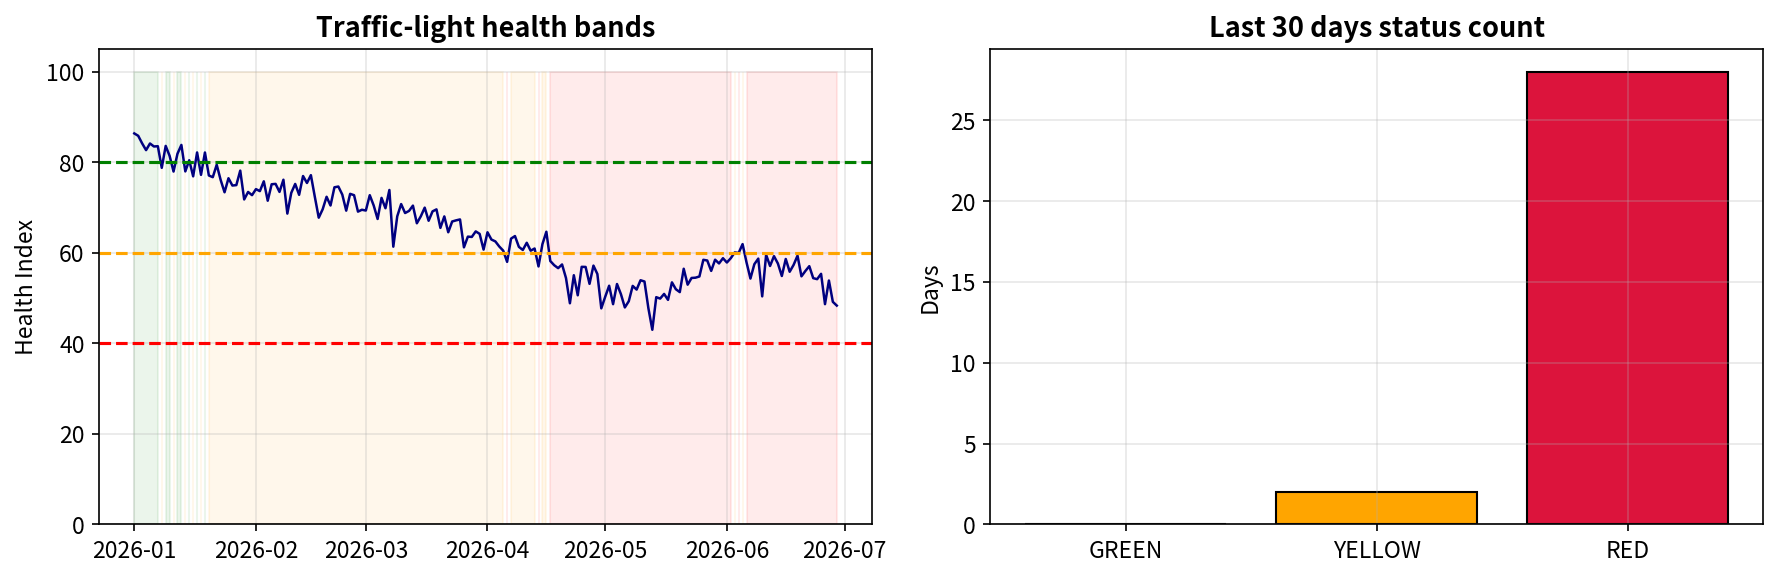 Traffic-light health bands
Health Index
100
80
60
40
20
0
2026-01
2026-02
2026-03
2026-04
2026-05
2026-06
2026-07
Last 30 days status count
Days
25
20
15
10
5
0
GREEN
YELLOW
RED